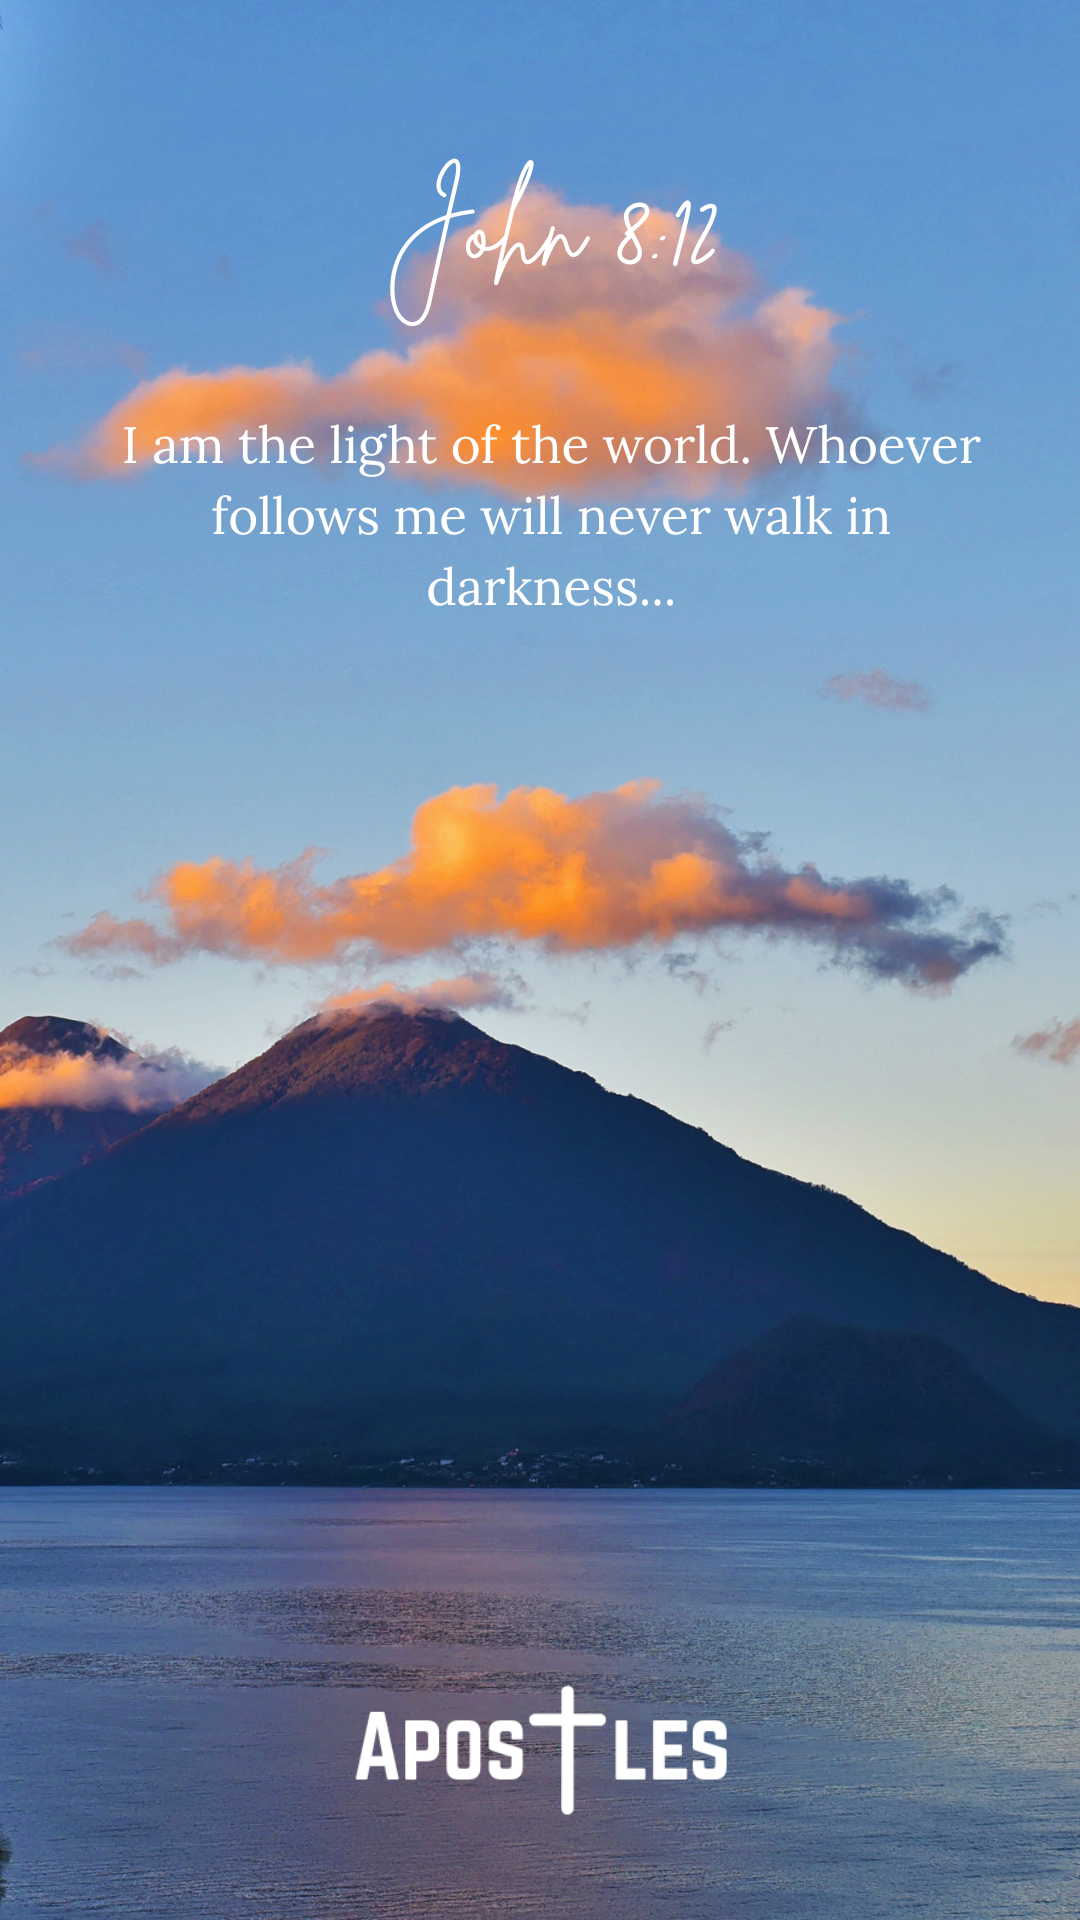 John 8:12
I am the light of the world. Whoever
follows me will never walk in
darkness...
APOSTLES